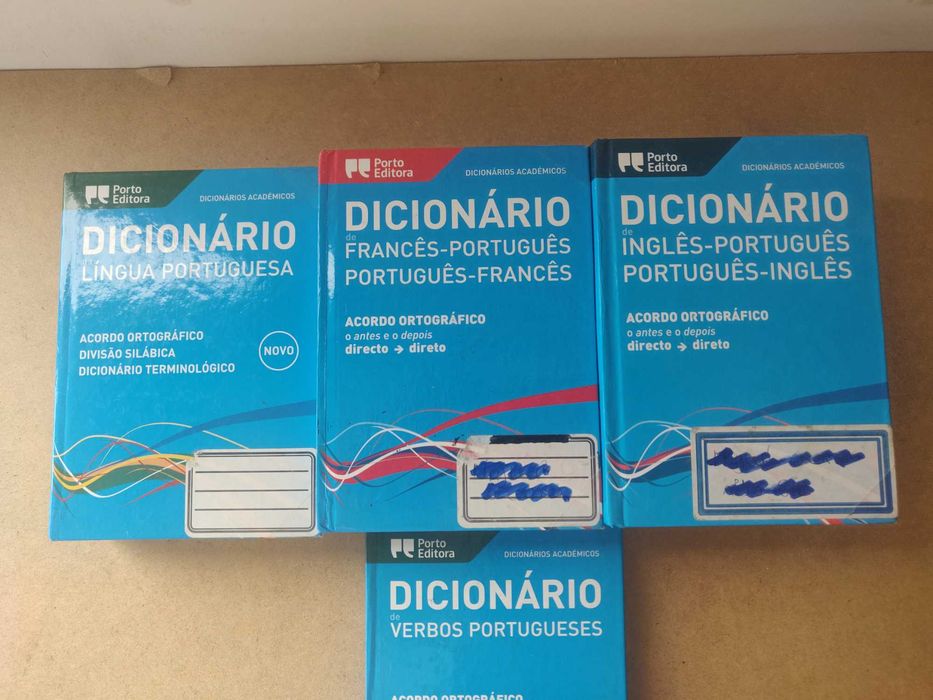 Porto
Editora
DICIONÁRIOS ACADÉMICOS
DICIONÁRIO
LÍNGUA PORTUGUESA
ACORDO ORTOGRÁFICO
DIVISÃO SILÁBICA
DICIONÁRIO TERMINOLÓGICO
NOVO
Porto
Editora
DICIONÁRIOS ACADÉMICOS
DICIONÁRIO
de
FRANCÊS-PORTUGUÊS
PORTUGUÊS-FRANCÊS
ACORDO ORTOGRÁFICO
o antes e o depois
directo → direto
Porto
Editora
DICIONÁRIOS ACADÉMICOS
DICIONÁRIO
de
INGLÊS-PORTUGUÊS
PORTUGUÊS-INGLÊS
ACORDO ORTOGRÁFICO
o antes e o depois
directo → direto
Porto
Editora
DICIONÁRIOS ACADÉMICOS
DICIONÁRIO
de
VERBOS PORTUGUESES
ACORDO ORTOGRÁFICO